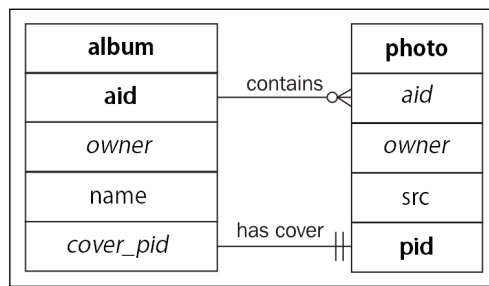 album
aid
owner
name
cover_pid
contains
has cover
photo
aid
owner
src
pid